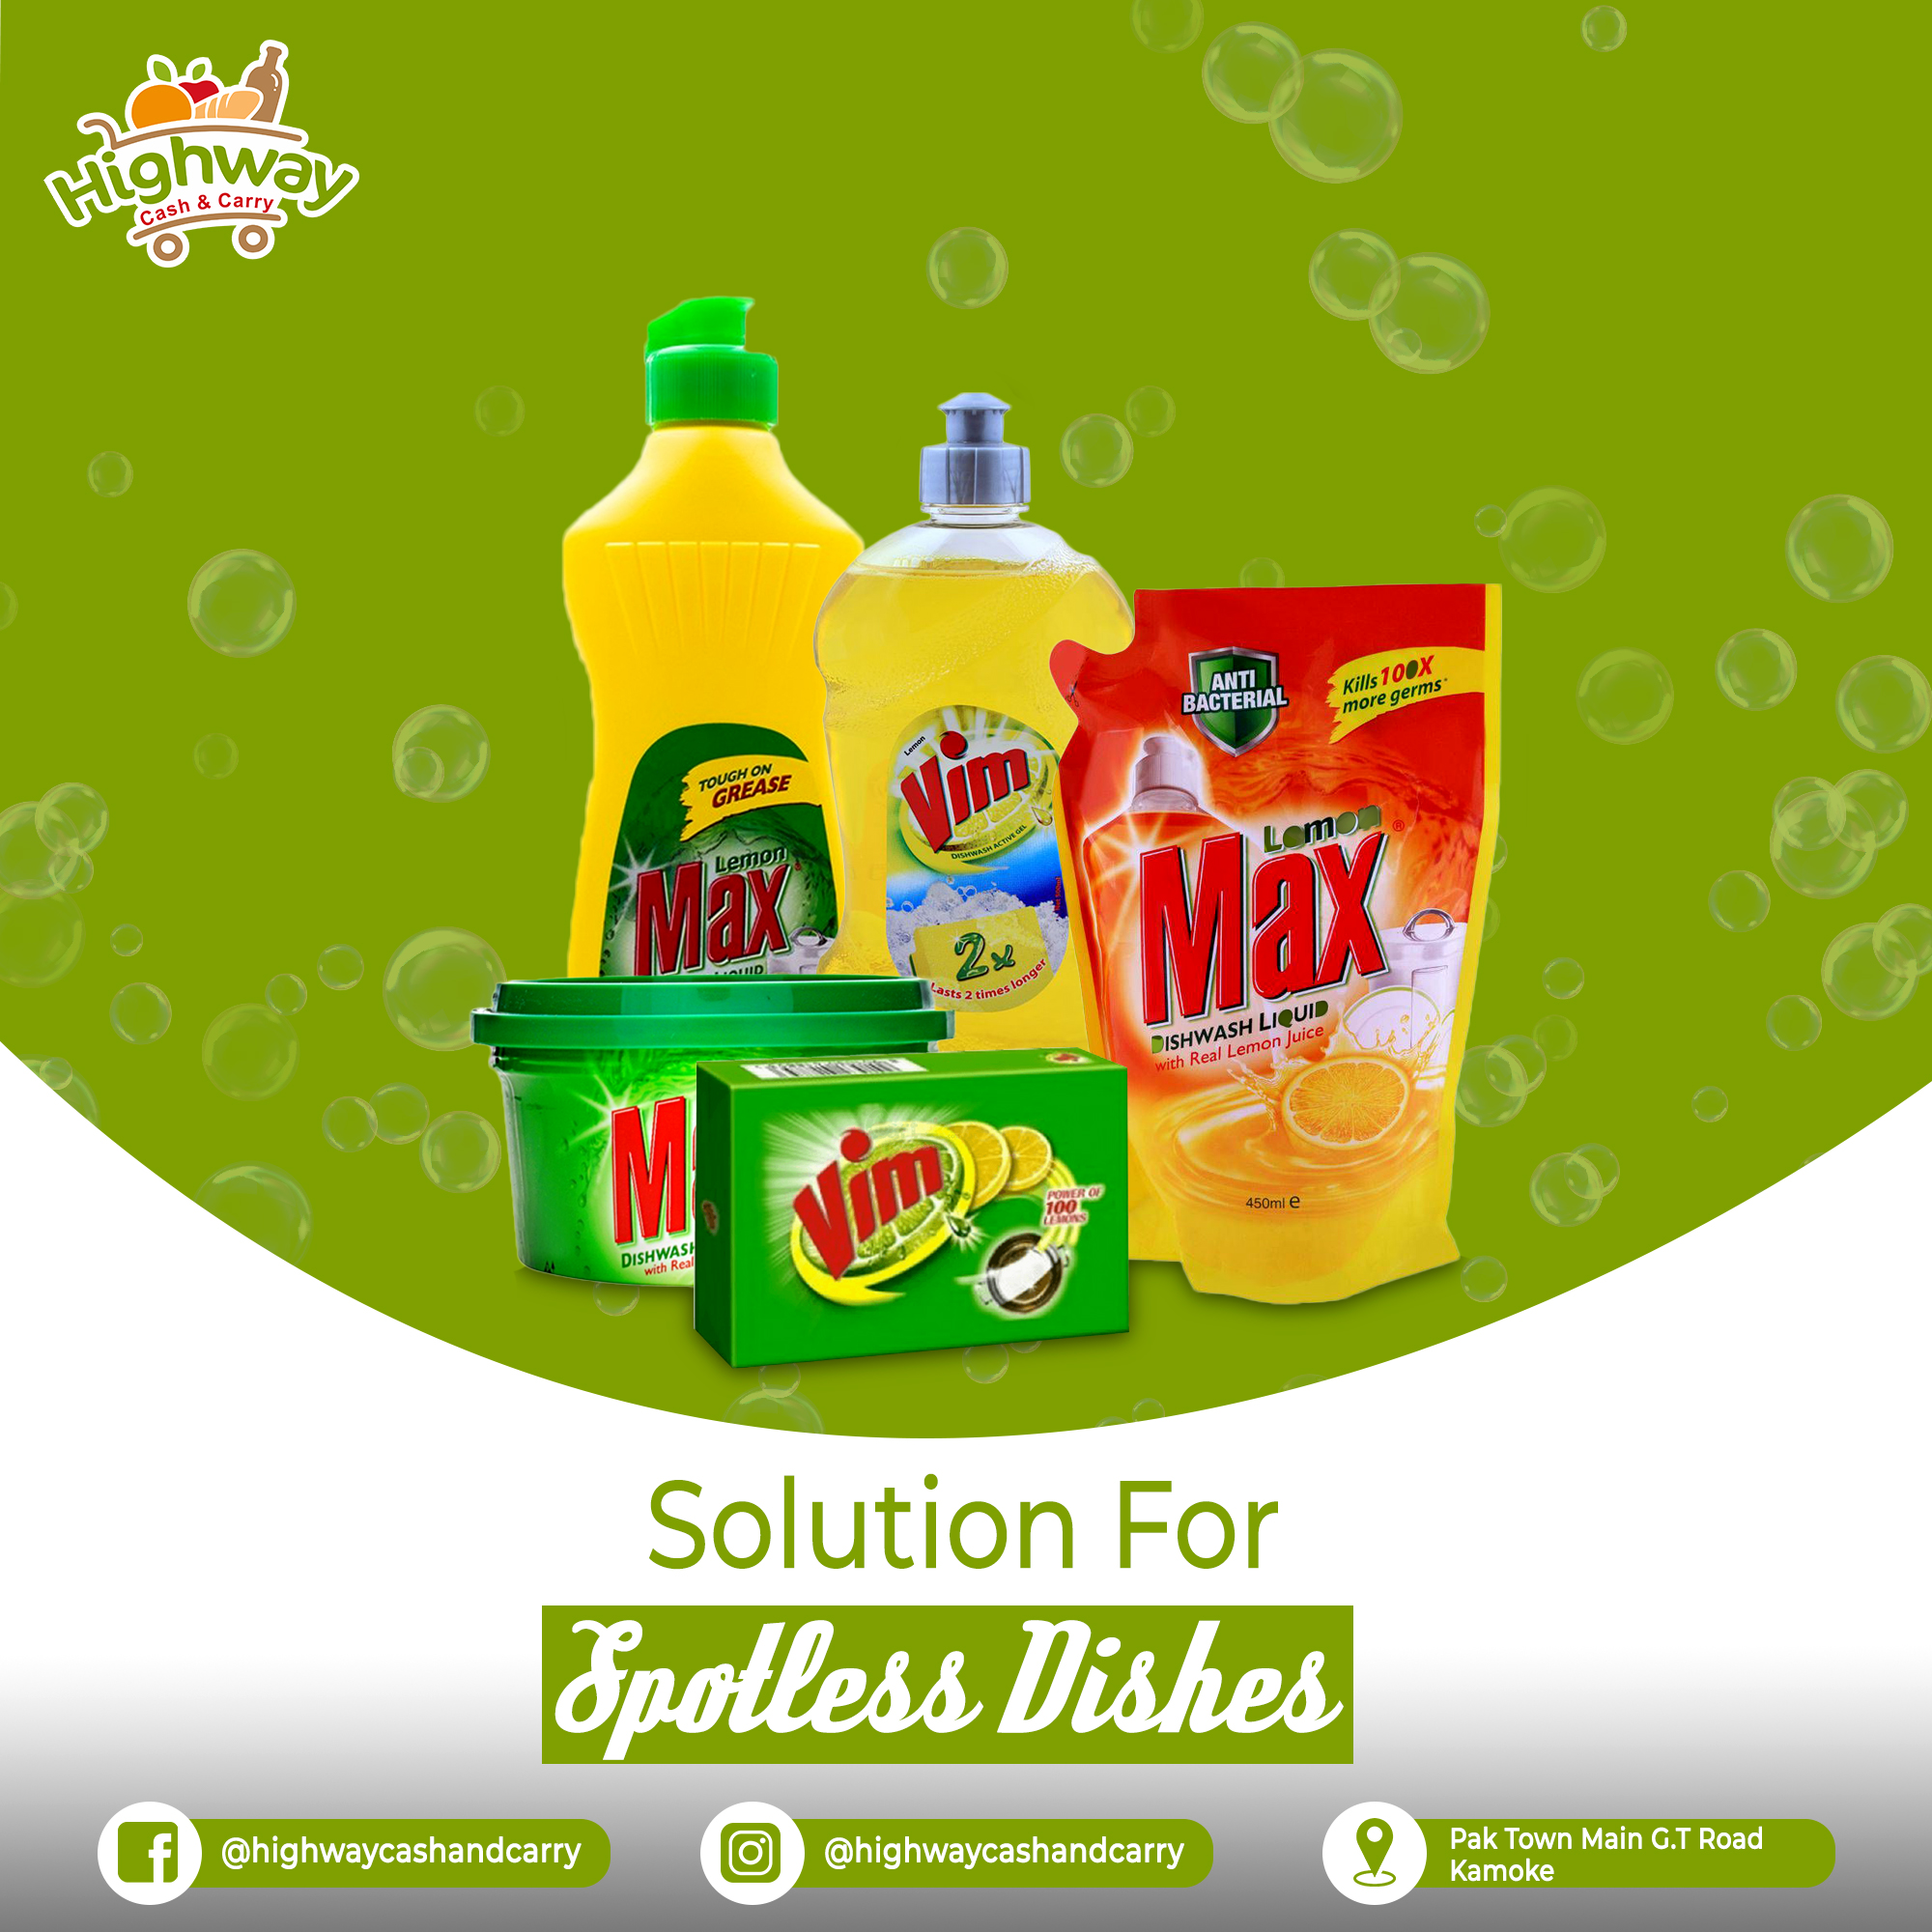 Highway
Cash & Carry
TOUGH ON
GREASE
Lemon
Max
Lemon
Vim
DISHWASH ACTIVE GEL
2x
Lasts 2 times longer
ANTI
BACTERIAL
Kills 100X
more germs*
Lemon
Max®
DISHWASH LIQUID
with Real Lemon Juice
450ml e
DISHWASH
with Real
Vim
POWER OF
100
LEMONS
Solution For
Spotless Dishes
@highwaycashandcarry
@highwaycashandcarry
Pak Town Main G.T Road
Kamoke